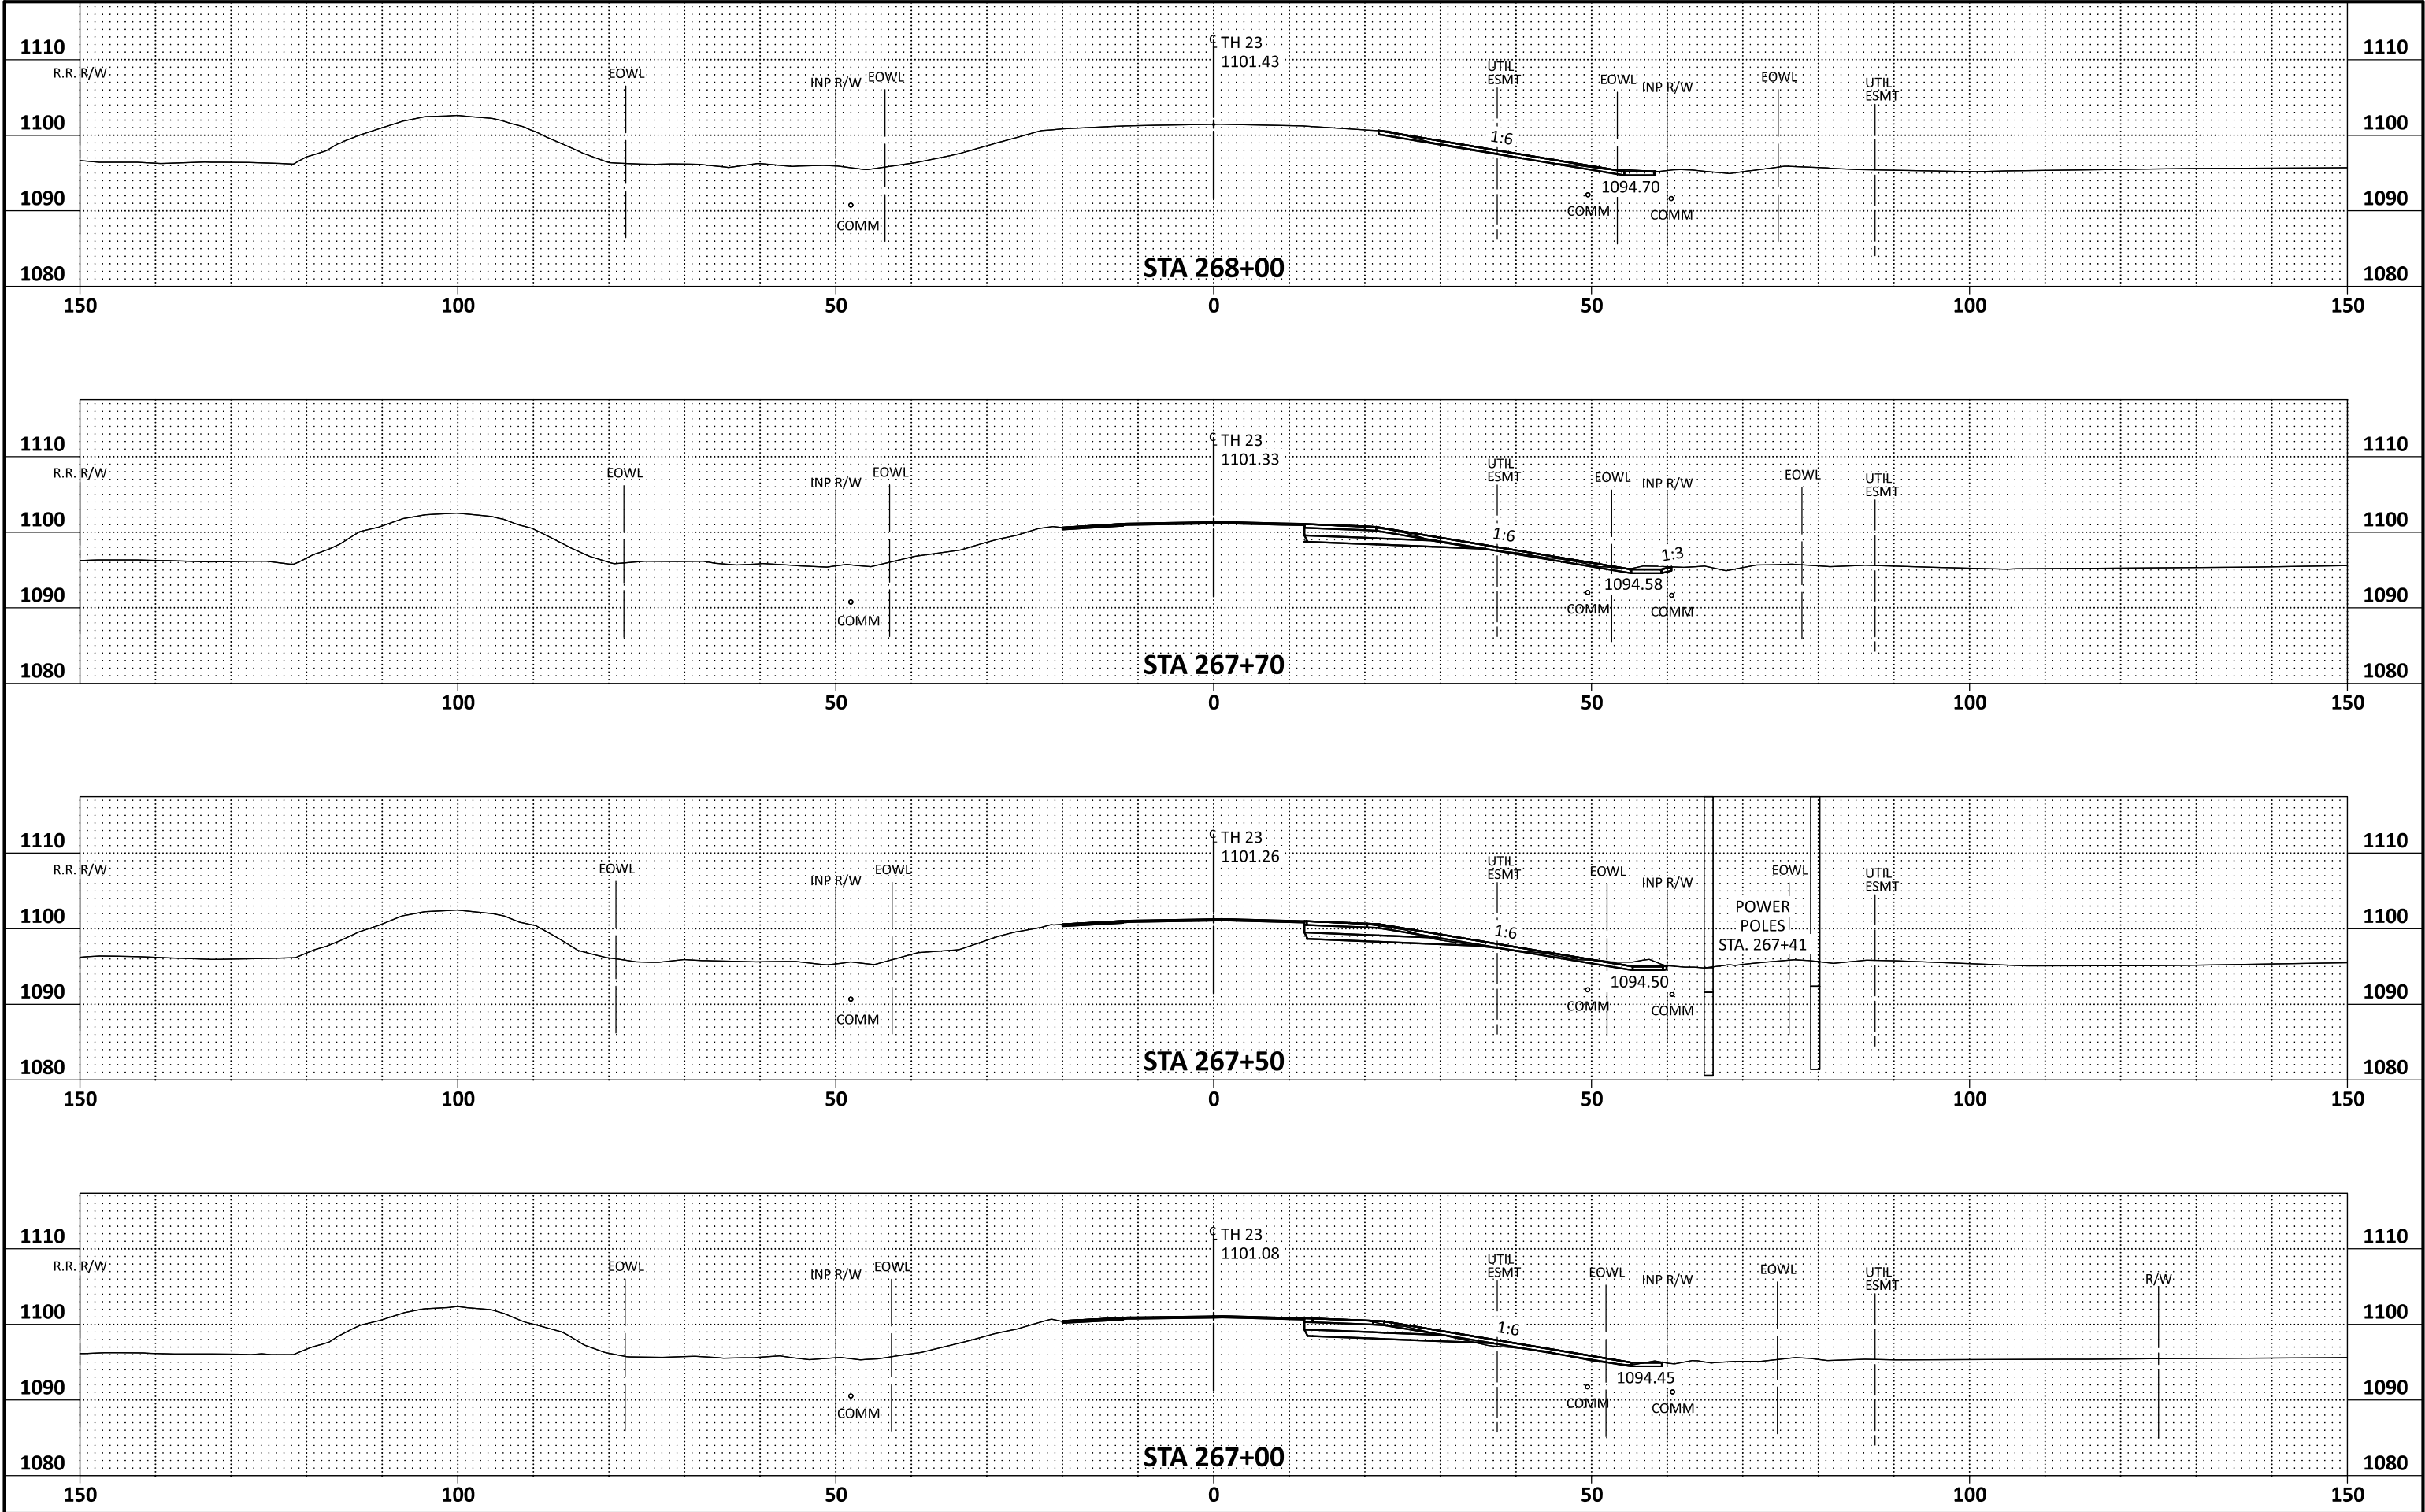 ℄ TH 23
1101.43
1110
1110
R.R. R/W
EOWL
INP R/W
EOWL
UTIL
ESMT
EOWL
INP R/W
EOWL
UTIL
ESMT
1100
1:6
1100
1090
COMM
COMM
1094.70
COMM
1090
1080
STA 268+00
1080
150
100
50
0
50
100
150
℄ TH 23
1101.33
1110
1110
R.R. R/W
EOWL
INP R/W
EOWL
UTIL
ESMT
EOWL
INP R/W
EOWL
UTIL
ESMT
1100
1:6
1:3
1100
1090
COMM
COMM
1094.58
COMM
1090
1080
STA 267+70
1080
100
50
0
50
100
150
℄ TH 23
1101.26
1110
1110
R.R. R/W
EOWL
INP R/W
EOWL
UTIL
ESMT
EOWL
INP R/W
EOWL
UTIL
ESMT
POWER
POLES
STA. 267+41
1100
1:6
1100
1090
COMM
COMM
1094.50
COMM
1090
1080
STA 267+50
1080
150
100
50
0
50
100
150
℄ TH 23
1101.08
1110
1110
R.R. R/W
EOWL
INP R/W
EOWL
UTIL
ESMT
EOWL
INP R/W
EOWL
UTIL
ESMT
R/W
1100
1:6
1100
1090
COMM
COMM
1094.45
COMM
1090
1080
STA 267+00
1080
150
100
50
0
50
100
150